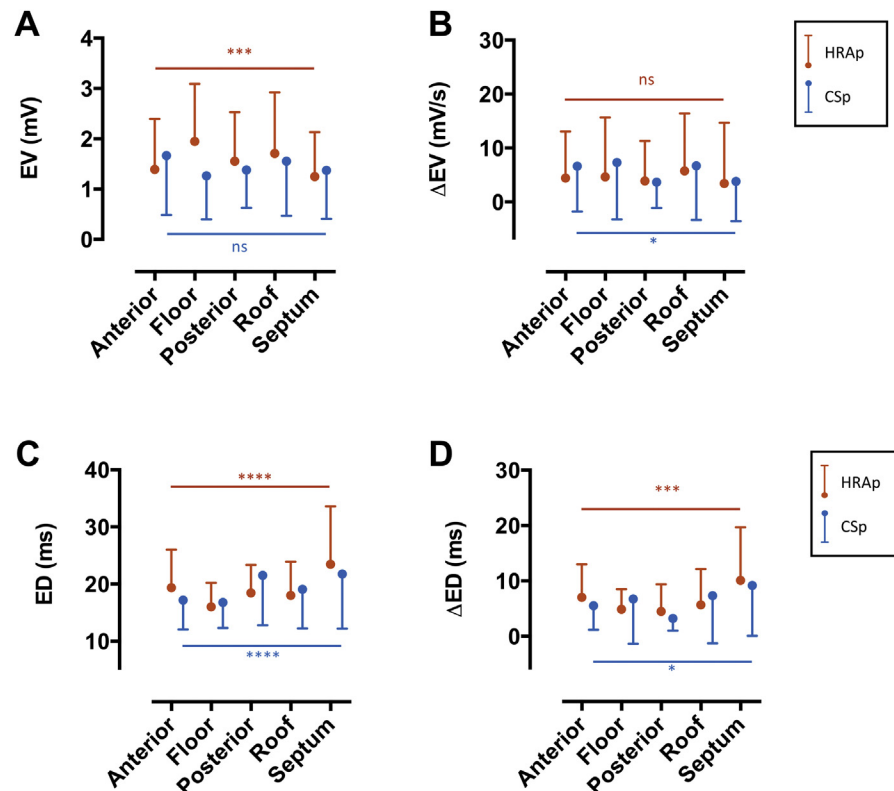 A
EV (mV)
4
3
2
1
0
***
ns
Anterior
Floor
Posterior
Roof
Septum
B
ΔEV (mV/s)
30
20
10
0
ns
*
Anterior
Floor
Posterior
Roof
Septum
HRAp
CSp
C
ED (ms)
40
30
20
10
****
****
Anterior
Floor
Posterior
Roof
Septum
D
ΔED (ms)
30
20
10
0
***
*
Anterior
Floor
Posterior
Roof
Septum
HRAp
CSp